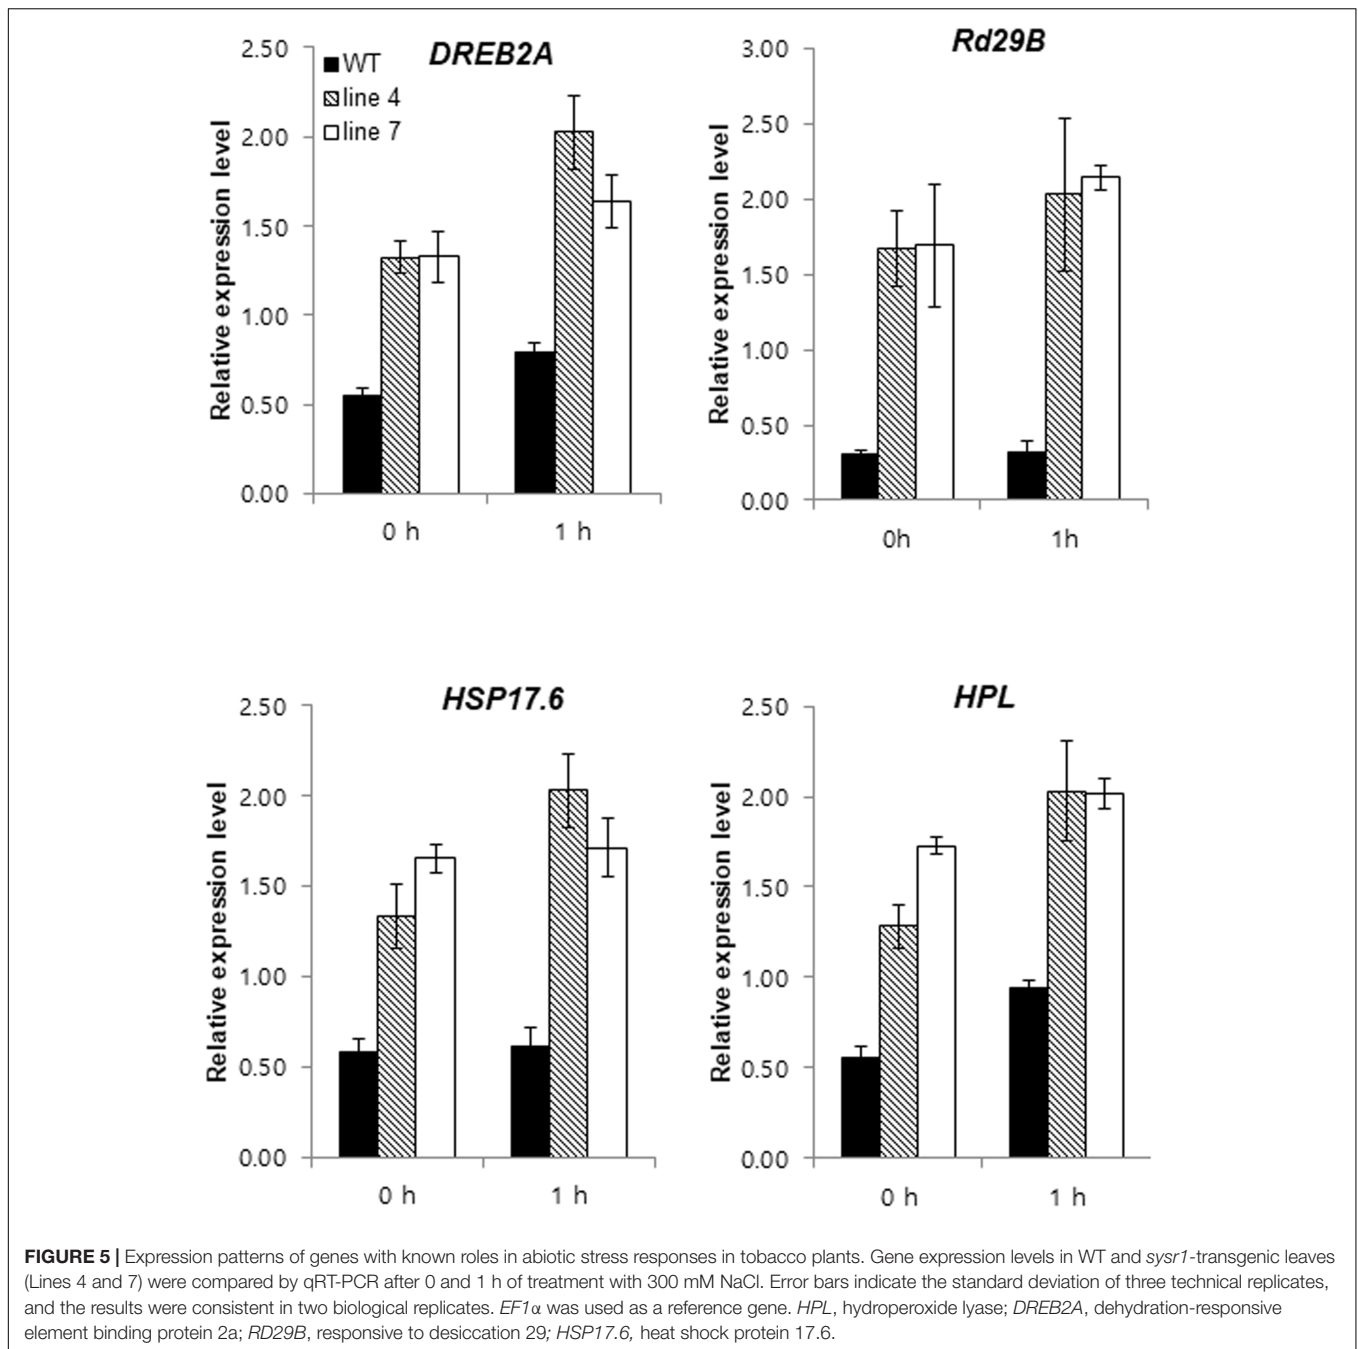 DREB2A
2.50
2.00
1.50
1.00
0.50
0.00
Relative expression level
WT
line 4
line 7
0 h
1 h
Rd29B
3.00
2.50
2.00
1.50
1.00
0.50
0.00
Relative expression level
0h
1h
HSP17.6
2.50
2.00
1.50
1.00
0.50
0.00
Relative expression level
0 h
1 h
HPL
2.50
2.00
1.50
1.00
0.50
0.00
Relative expression level
0 h
1 h
FIGURE 5 | Expression patterns of genes with known roles in abiotic stress responses in tobacco plants. Gene expression levels in WT and sysr1-transgenic leaves
(Lines 4 and 7) were compared by qRT-PCR after 0 and 1 h of treatment with 300 mM NaCl. Error bars indicate the standard deviation of three technical replicates,
and the results were consistent in two biological replicates. EF1α was used as a reference gene. HPL, hydroperoxide lyase; DREB2A, dehydration-responsive
element binding protein 2a; RD29B, responsive to desiccation 29; HSP17.6, heat shock protein 17.6.